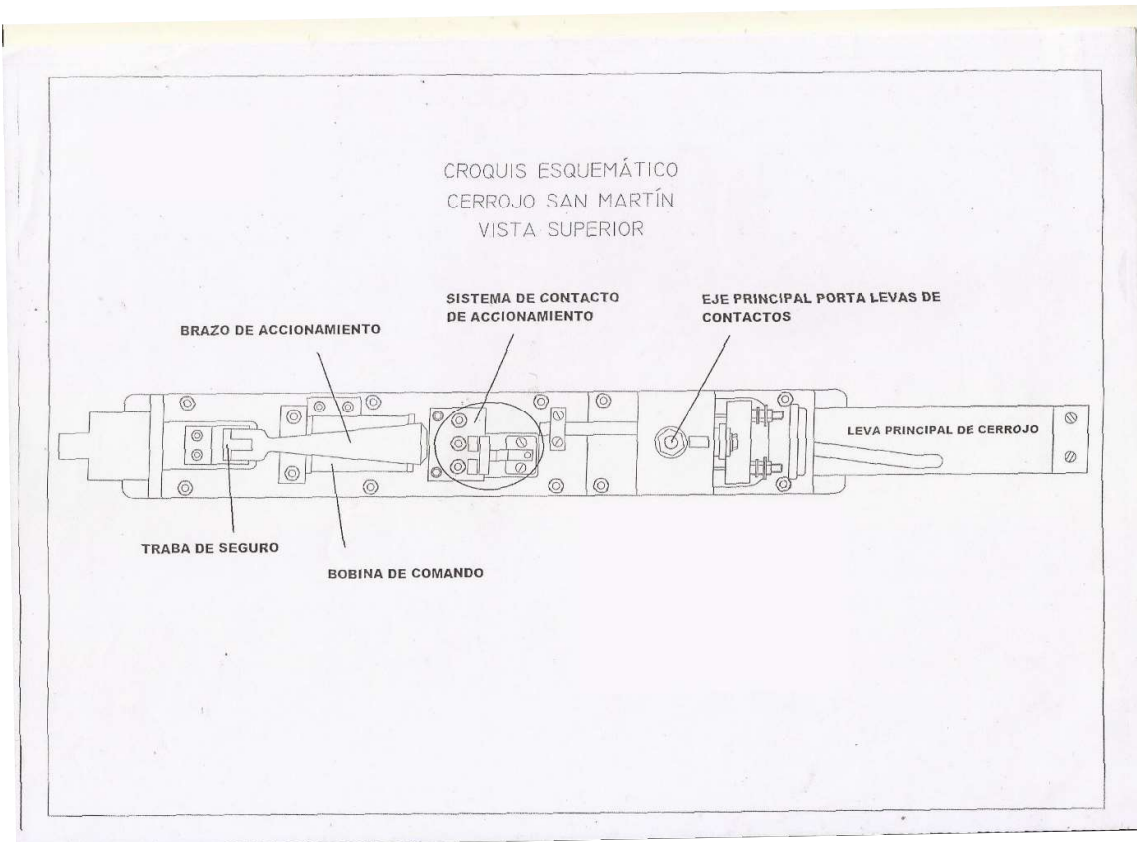 CROQUIS ESQUEMÁTICO
CERROJO SAN MARTÍN
VISTA SUPERIOR
SISTEMA DE CONTACTO
DE ACCIONAMIENTO
EJE PRINCIPAL PORTA LEVAS DE
CONTACTOS
BRAZO DE ACCIONAMIENTO
LEVA PRINCIPAL DE CERROJO
TRABA DE SEGURO
BOBINA DE COMANDO